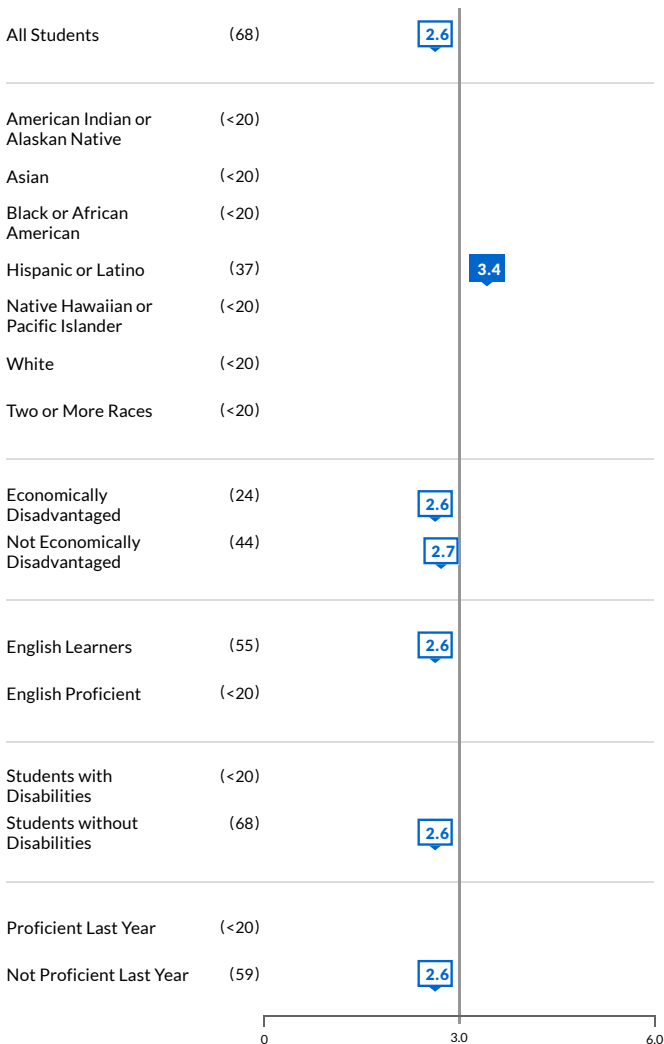 All Students (68) 2.6
American Indian or (<20)
Alaskan Native
Asian (<20)
Black or African (<20)
American
Hispanic or Latino (37) 3.4
Native Hawaiian or (<20)
Pacific Islander
White (<20)
Two or More Races (<20)
Economically (24) 2.6
Disadvantaged
Not Economically (44) 2.7
Disadvantaged
English Learners (55) 2.6
English Proficient (<20)
Students with (<20)
Disabilities
Students without (68) 2.6
Disabilities
Proficient Last Year (<20)
Not Proficient Last Year (59) 2.6
0 3.0 6.0